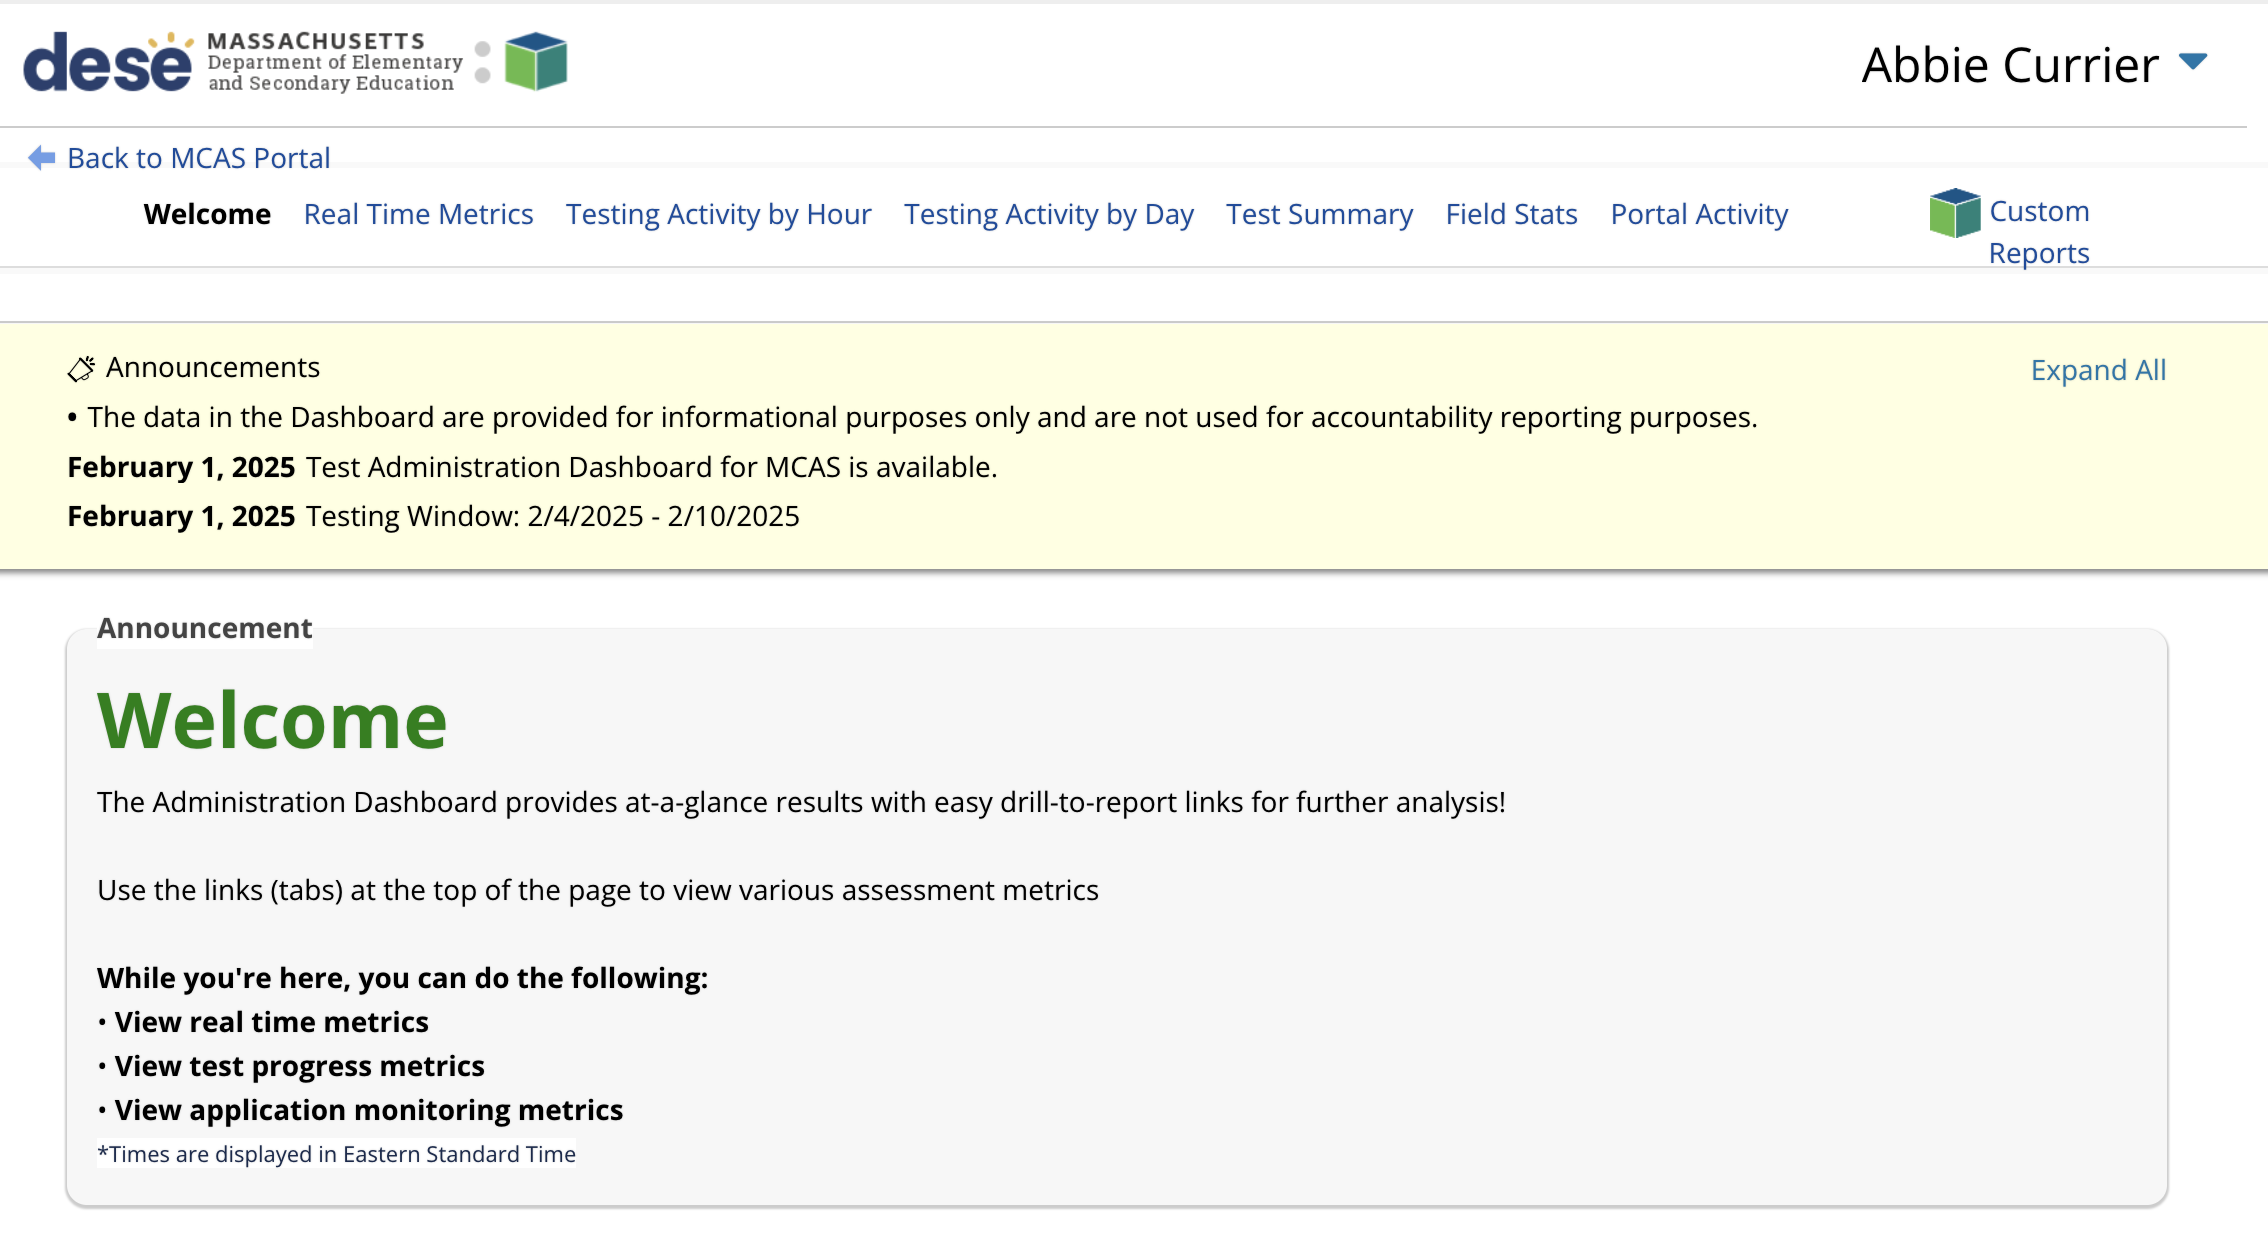 dese MASSACHUSETTS
Department of Elementary
and Secondary Education
Abbie Currier
Back to MCAS Portal
Welcome Real Time Metrics Testing Activity by Hour Testing Activity by Day Test Summary Field Stats Portal Activity Custom
Reports
Announcements Expand All
• The data in the Dashboard are provided for informational purposes only and are not used for accountability reporting purposes.
February 1, 2025 Test Administration Dashboard for MCAS is available.
February 1, 2025 Testing Window: 2/4/2025 - 2/10/2025
Announcement
Welcome
The Administration Dashboard provides at-a-glance results with easy drill-to-report links for further analysis!
Use the links (tabs) at the top of the page to view various assessment metrics
While you're here, you can do the following:
• View real time metrics
• View test progress metrics
• View application monitoring metrics
*Times are displayed in Eastern Standard Time